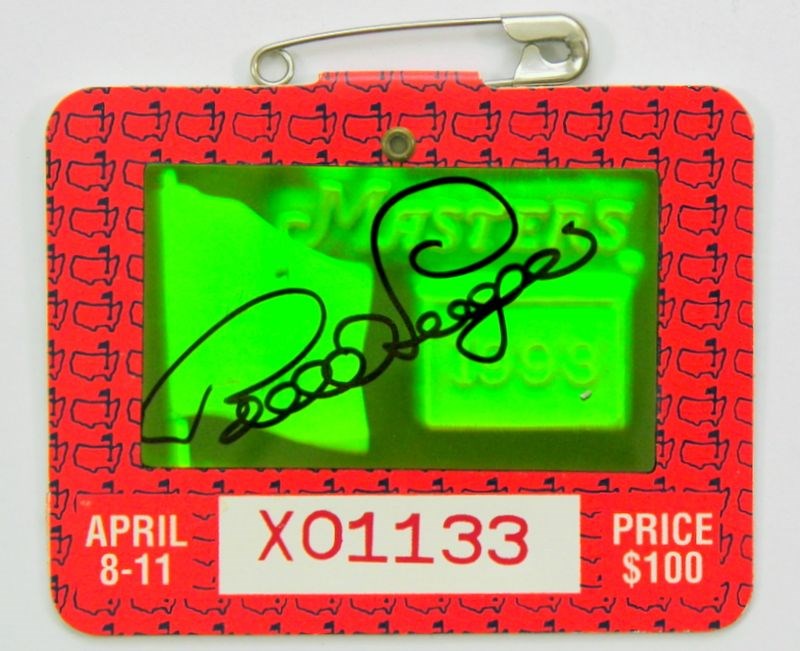 MASTERS
1993
APRIL
8-11
X01133
PRICE
$100